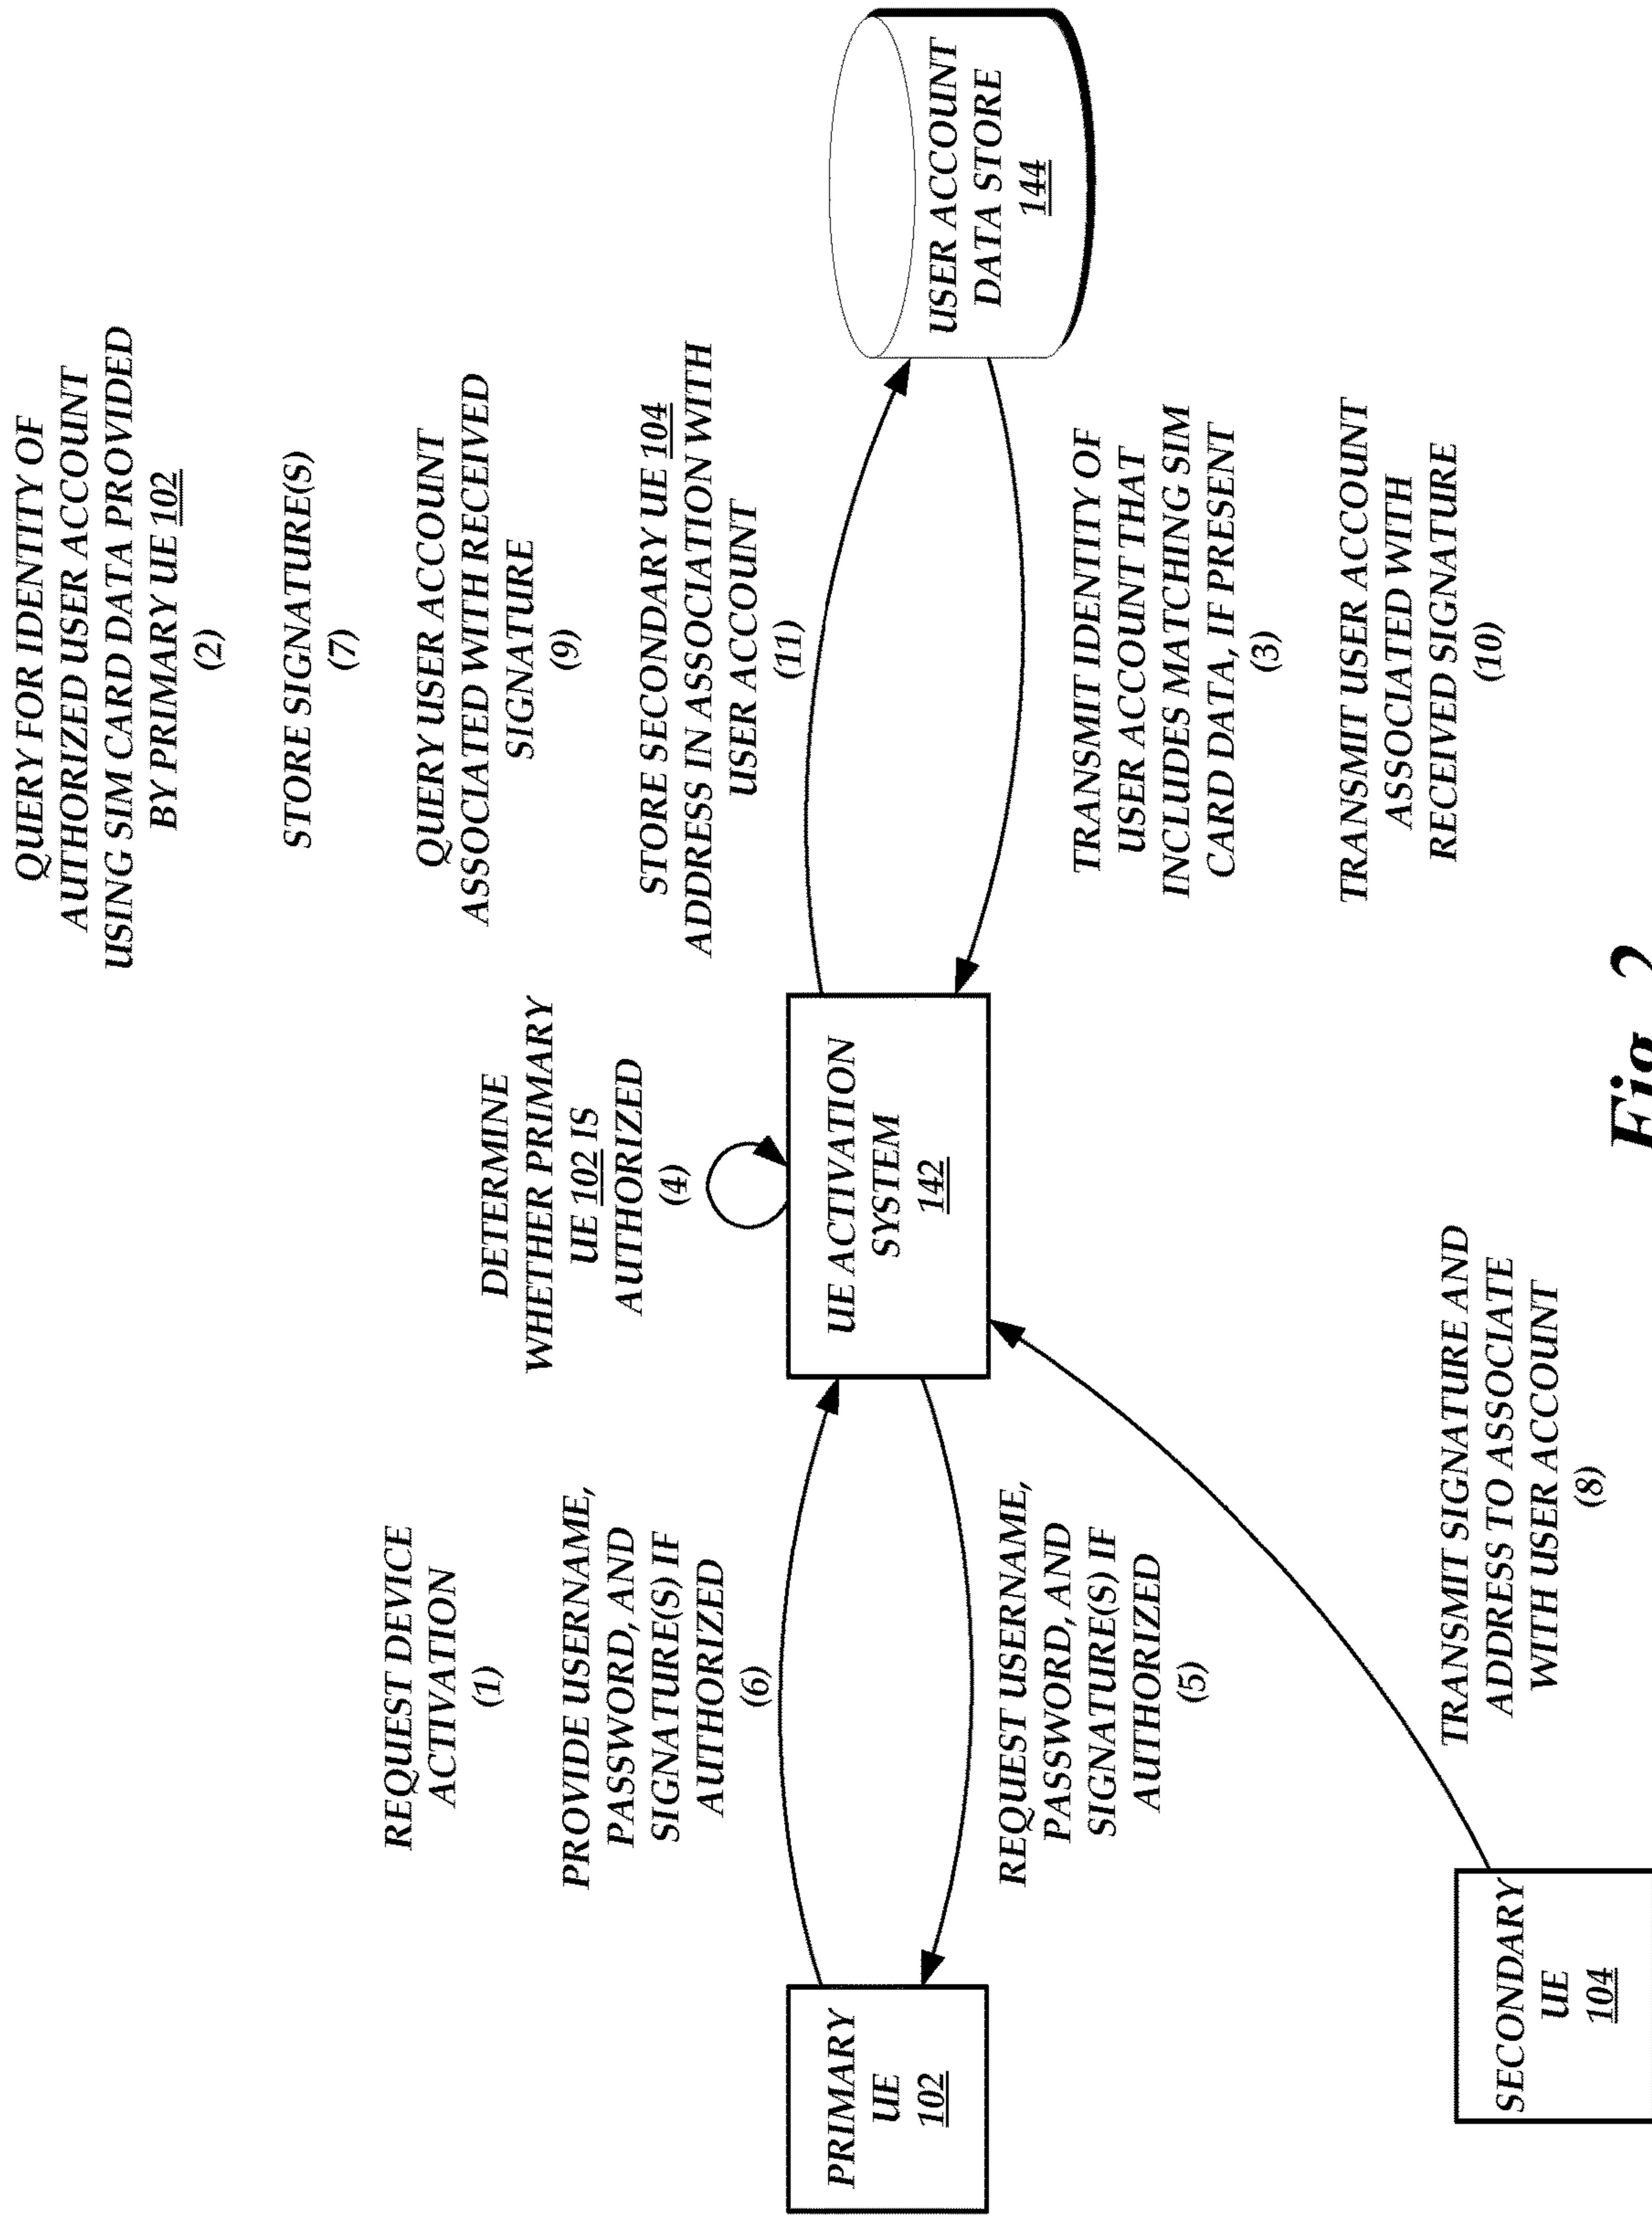 QUERY FOR IDENTITY OF
AUTHORIZED USER ACCOUNT
USING SIM CARD DATA PROVIDED
BY PRIMARY UE 102
(2)
STORE SIGNATURE(S)
(7)
QUERY USER ACCOUNT
ASSOCIATED WITH RECEIVED
SIGNATURE
(9)
STORE SECONDARY UE 104
ADDRESS IN ASSOCIATION WITH
USER ACCOUNT
(11)
DETERMINE
WHETHER PRIMARY
UE 102 IS
AUTHORIZED
(4)
REQUEST DEVICE
ACTIVATION
(1)
PROVIDE USERNAME,
PASSWORD, AND
SIGNATURE(S) IF
AUTHORIZED
(6)
PRIMARY
UE
102
UE ACTIVATION
SYSTEM
142
USER ACCOUNT
DATA STORE
144
REQUEST USERNAME,
PASSWORD, AND
SIGNATURE(S) IF
AUTHORIZED
(5)
TRANSMIT IDENTITY OF
USER ACCOUNT THAT
INCLUDES MATCHING SIM
CARD DATA, IF PRESENT
(3)
TRANSMIT USER ACCOUNT
ASSOCIATED WITH
RECEIVED SIGNATURE
(10)
TRANSMIT SIGNATURE AND
ADDRESS TO ASSOCIATE
WITH USER ACCOUNT
(8)
SECONDARY
UE
104
Fig. 2